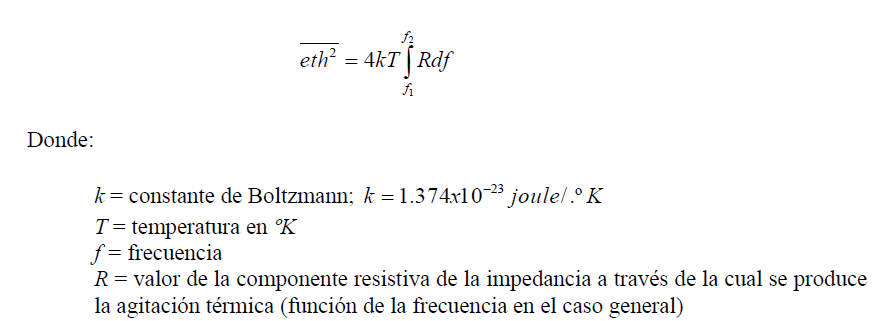 $\overline{eth^2} = 4kT \int_{f_1}^{f_2} Rdf$
Donde:
k = constante de Boltzmann; k = 1.374x10⁻²³ joule/.º K
T = temperatura en ºK
f = frecuencia
R = valor de la componente resistiva de la impedancia a través de la cual se produce
la agitación térmica (función de la frecuencia en el caso general)